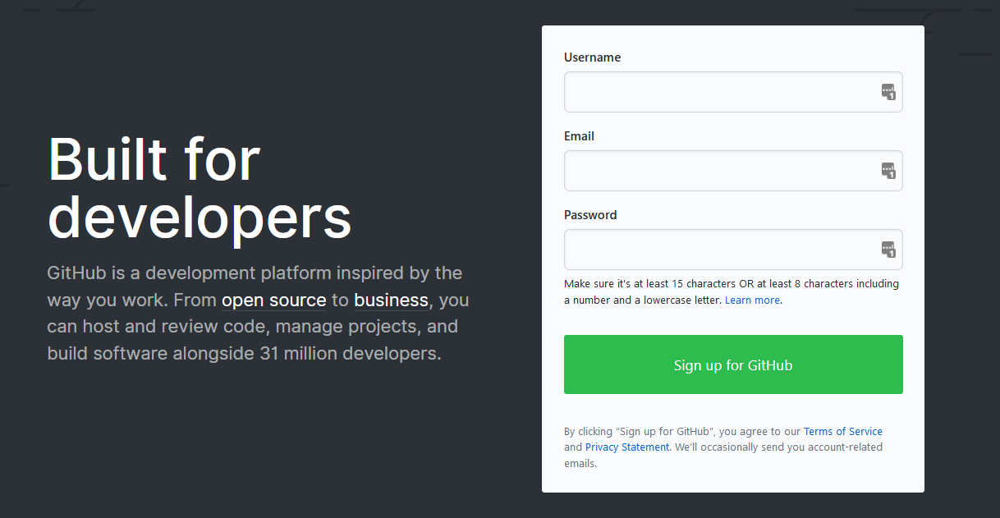 Built for
developers
GitHub is a development platform inspired by the
way you work. From open source to business, you
can host and review code, manage projects, and
build software alongside 31 million developers.
Username
1
Email
1
Password
1
Make sure it's at least 15 characters OR at least 8 characters including
a number and a lowercase letter. Learn more.
Sign up for GitHub
By clicking “Sign up for GitHub”, you agree to our Terms of Service
and Privacy Statement. We’ll occasionally send you account-related
emails.